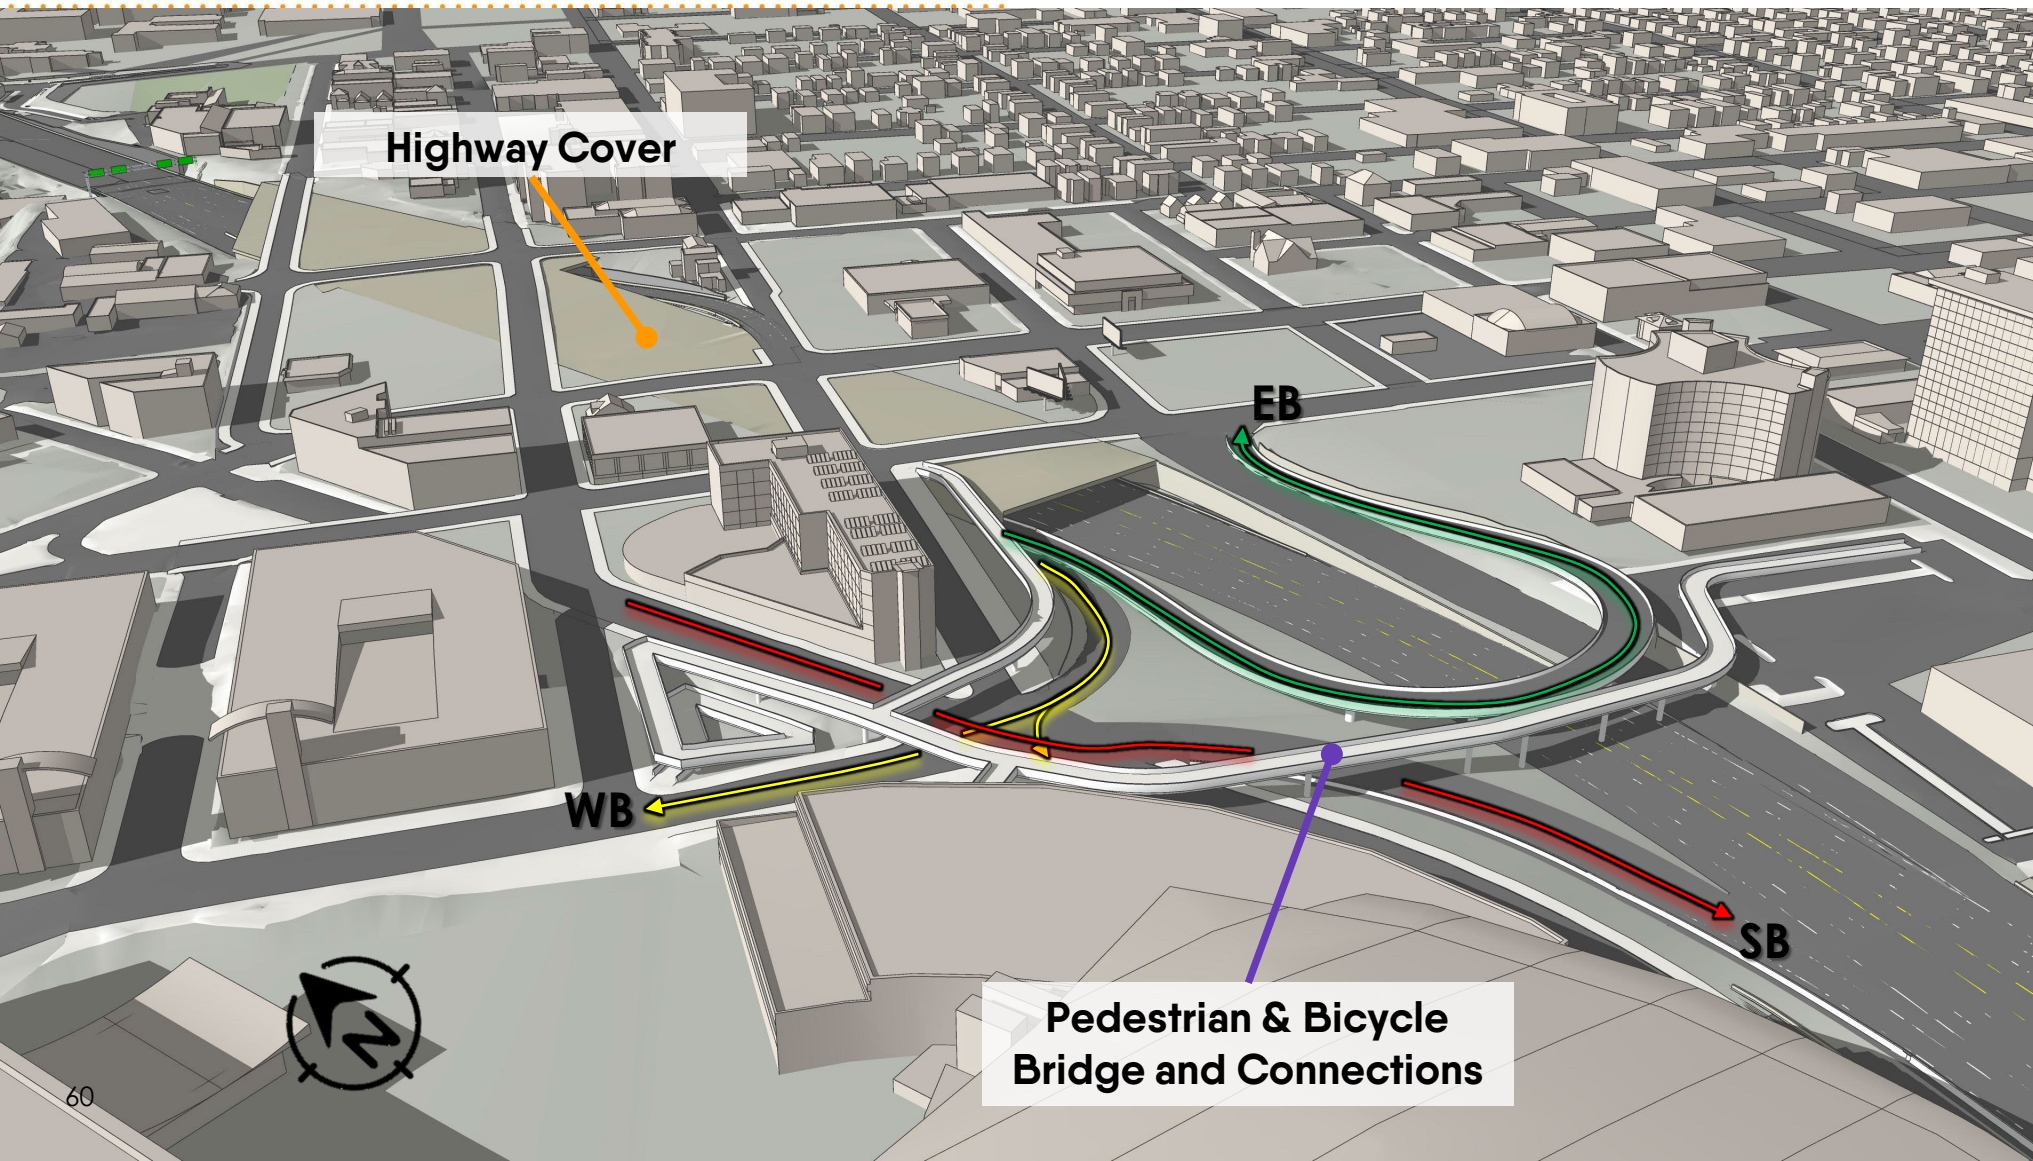 Highway Cover
EB
WB
SB
N
Pedestrian & Bicycle
Bridge and Connections
60